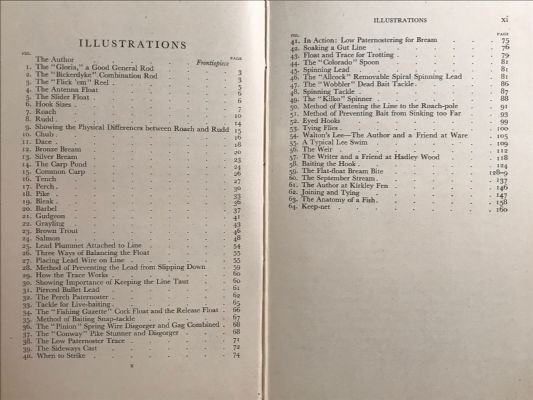 ILLUSTRATIONS
FIG. PAGE
The Author . . . Frontispiece
1. The "Gloria," a Good General Rod 3
2. The "Bickerdyke" Combination Rod 3
3. The "Flick 'em" Reel 5
4. The Antenna Float 6
5. The Slider Float 6
6. Hook Sizes 7
7. Roach 10
8. Rudd 14
9. Showing the Physical Differences between Roach and Rudd 15
10. Chub 16
11. Dace 18
12. Bronze Bream 20
13. Silver Bream 23
14. The Carp Pond 24
15. Common Carp 26
16. Tench 27
17. Perch 30
18. Pike 33
19. Bleak 36
20. Barbel 37
21. Gudgeon 41
22. Grayling 43
23. Brown Trout 46
24. Salmon 48
25. Lead Plummet Attached to Line 54
26. Three Ways of Balancing the Float 55
27. Placing Lead Wire on Line 55
28. Method of Preventing the Lead from Slipping Down 59
29. How the Trace Works 60
30. Showing Importance of Keeping the Line Taut 60
31. Pierced Bullet Lead 61
32. The Perch Paternoster 62
33. Tackle for Live-baiting 65
34. The "Fishing Gazette" Cork Float and the Release Float 66
35. Method of Baiting Snap-tackle 67
36. The "Pinion" Spring Wire Disgorger and Gag Combined 68
37. The "Conway" Pike Stunner and Disgorger 68
38. The Low Paternoster Trace 71
39. The Sideways Cast 72
40. When to Strike 74
x
ILLUSTRATIONS xi
FIG. PAGE
41. In Action: Low Paternostering for Bream 75
42. Soaking a Gut Line 76
43. Float and Trace for Trotting 79
44. The "Colorado" Spoon 81
45. Spinning Lead 81
46. The "Allcock" Removable Spiral Spinning Lead 81
47. The "Wobbler" Dead Bait Tackle 86
48. Spinning Tackle 87
49. The "Kilko" Spinner 88
50. Method of Fastening the Line to the Roach-pole 91
51. Method of Preventing Bait from Sinking too Far 93
52. Eyed Hooks 99
53. Tying Flies 100
54. Walton's Lee—The Author and a Friend at Ware 105
55. A Typical Lee Swim 109
56. The Weir 112
57. The Writer and a Friend at Hadley Wood 118
58. Baiting the Hook 124
59. The Flat-float Bream Bite 128-9
60. The September Stream 137
61. The Author at Kirkley Fen 146
62. Joining and Tying 147
63. The Anatomy of a Fish 158
64. Keep-net 160